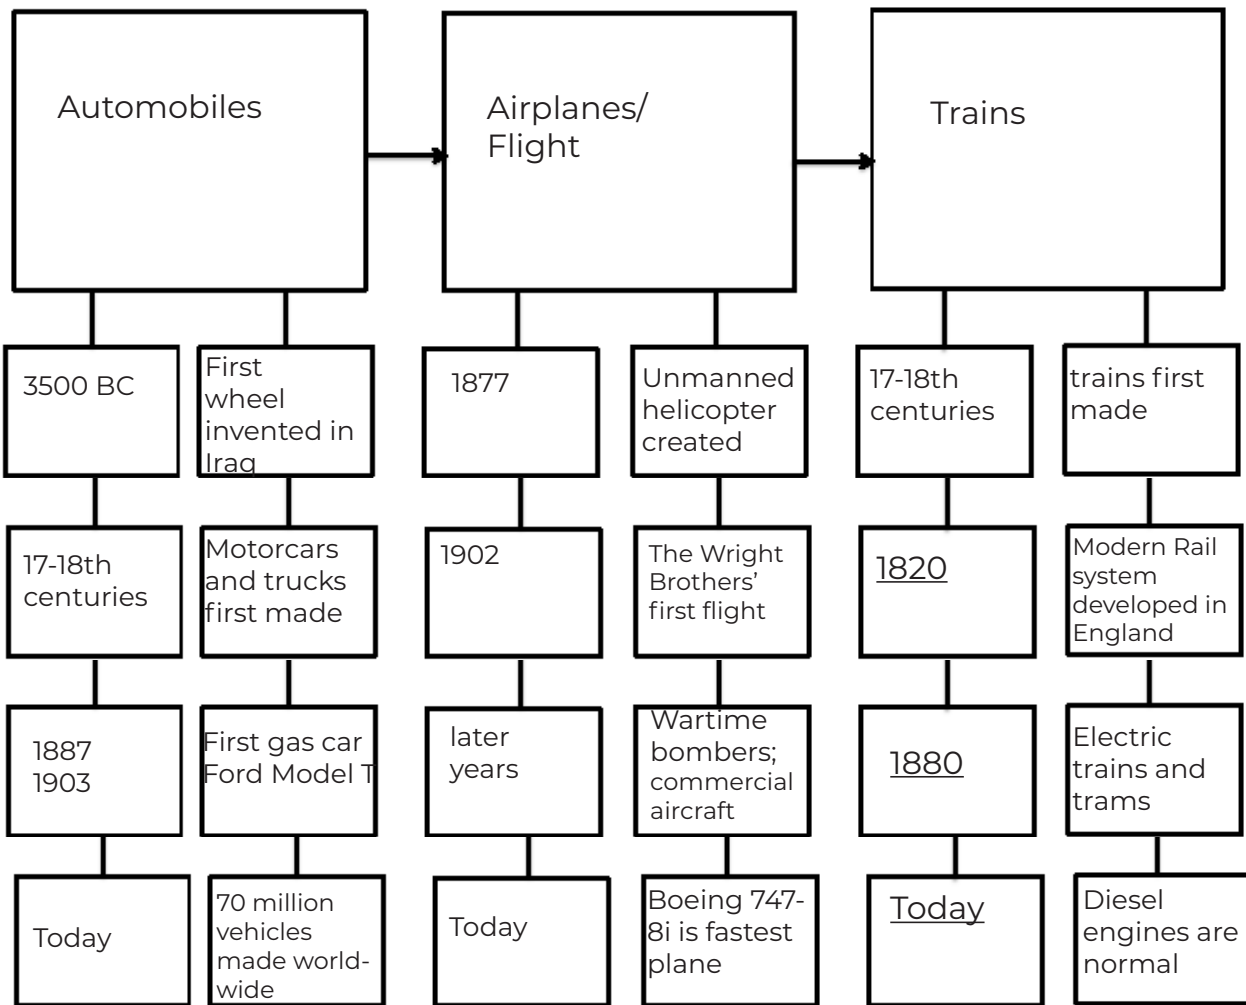 Automobiles
Airplanes/
Flight
Trains
3500 BC
First
wheel
invented in
Iraq
1877
Unmanned
helicopter
created
17-18th
centuries
trains first
made
17-18th
centuries
Motorcars
and trucks
first made
1902
The Wright
Brothers’
first flight
1820
Modern Rail
system
developed in
England
1887
1903
First gas car
Ford Model T
later
years
Wartime
bombers;
commercial
aircraft
1880
Electric
trains and
trams
Today
70 million
vehicles
made world-
wide
Today
Boeing 747-
8i is fastest
plane
Today
Diesel
engines are
normal